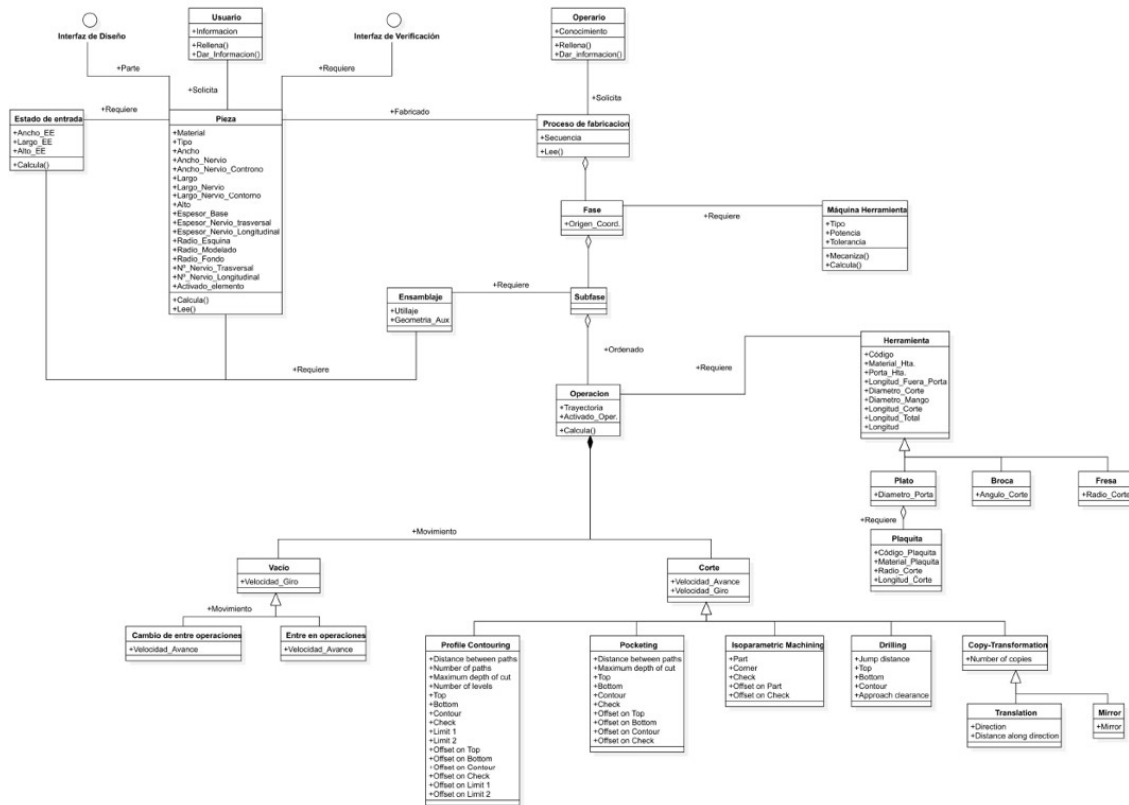 Interfaz de Diseño
+Parte
Usuario
+Informacion
+Rellena()
+Dar_Informacion()
+Solicita
Interfaz de Verificación
+Requiere
Operario
+Conocimiento
+Rellena()
+Dar_informacion()
+Solicita
Estado de entrada
+Ancho_EE
+Largo_EE
+Alto_EE
+Calcula()
+Requiere
Pieza
+Material
+Tipo
+Ancho
+Ancho_Nervio
+Ancho_Nervio_Controno
+Largo
+Largo_Nervio
+Largo_Nervio_Contorno
+Alto
+Espesor_Base
+Espesor_Nervio_trasversal
+Espesor_Nervio_Longitudinal
+Radio_Esquina
+Radio_Modelado
+Radio_Fondo
+Nº_Nervio_Trasversal
+Nº_Nervio_Longitudinal
+Activado_elemento
+Calcula()
+Lee()
+Fabricado
Proceso de fabricacion
+Secuencia
+Lee()
Fase
+Origen_Coord.
+Requiere
Máquina Herramienta
+Tipo
+Potencia
+Tolerancia
+Mecaniza()
+Calcula()
Ensamblaje
+Utillaje
+Geometria_Aux
+Requiere
Subfase
+Requiere
+Ordenado
Operacion
+Trayectoria
+Activado_Oper.
+Calcula()
+Requiere
Herramienta
+Código
+Material_Hta.
+Porta_Hta.
+Longitud_Fuera_Porta
+Diametro_Corte
+Diametro_Mango
+Longitud_Corte
+Longitud_Total
+Longitud
Plato
+Diametro_Porta
Broca
+Angulo_Corte
Fresa
+Radio_Corte
+Requiere
Plaquita
+Código_Plaquita
+Material_Plaquita
+Radio_Corte
+Longitud_Corte
+Movimiento
Vacío
+Velocidad_Giro
+Movimiento
Cambio de entre operaciones
+Velocidad_Avance
Entre en operaciones
+Velocidad_Avance
Corte
+Velocidad_Avance
+Velocidad_Giro
Profile Contouring
+Distance between paths
+Number of paths
+Maximum depth of cut
+Number of levels
+Top
+Bottom
+Contour
+Check
+Limit 1
+Limit 2
+Offset on Top
+Offset on Bottom
+Offset on Contour
+Offset on Check
+Offset on Limit 1
+Offset on Limit 2
Pocketing
+Distance between paths
+Maximum depth of cut
+Top
+Bottom
+Contour
+Check
+Offset on Top
+Offset on Bottom
+Offset on Contour
+Offset on Check
Isoparametric Machining
+Part
+Corner
+Check
+Offset on Part
+Offset on Check
Drilling
+Jump distance
+Top
+Bottom
+Contour
+Approach clearance
Copy-Transformation
+Number of copies
Translation
+Direction
+Distance along direction
Mirror
+Mirror